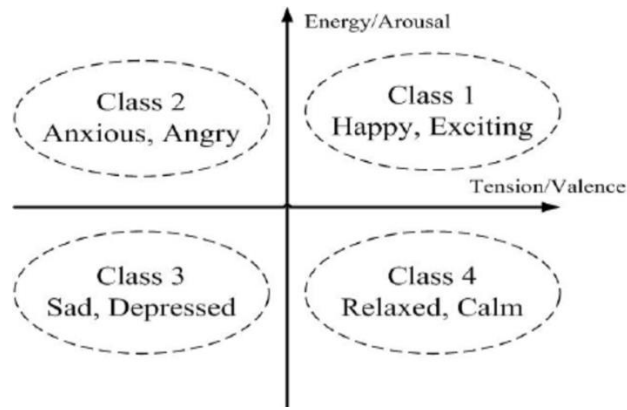 Energy/Arousal
Class 2
Anxious, Angry
Class 1
Happy, Exciting
Tension/Valence
Class 3
Sad, Depressed
Class 4
Relaxed, Calm